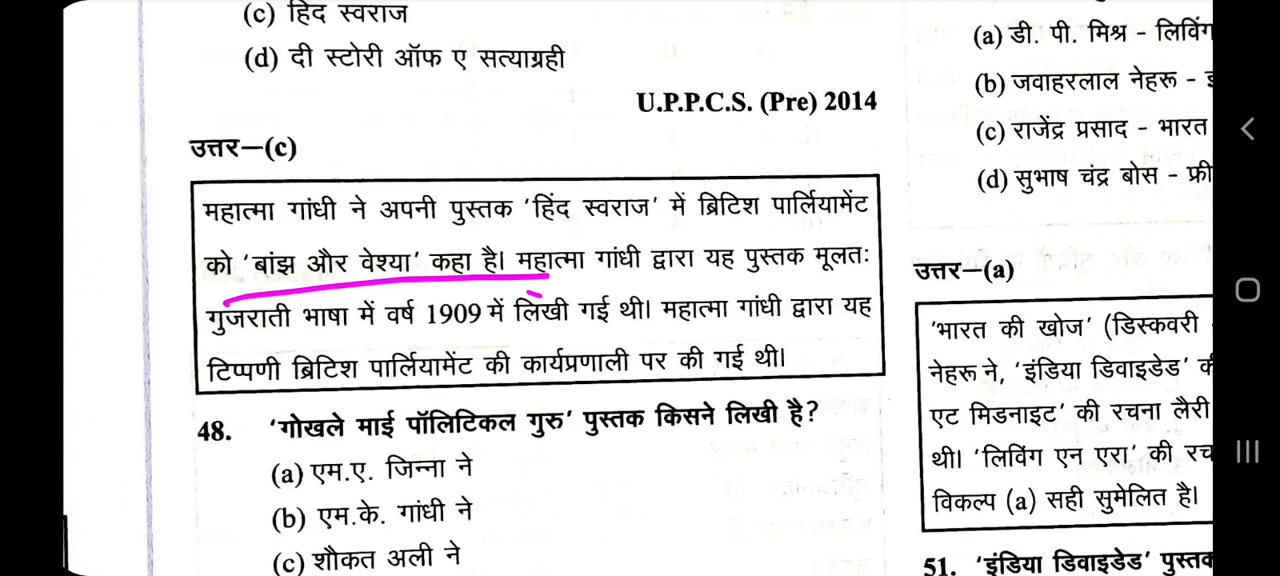 (c) हिंद स्वराज
(d) दी स्टोरी ऑफ ए सत्याग्रही
U.P.P.C.S. (Pre) 2014
उत्तर–(c)
महात्मा गांधी ने अपनी पुस्तक 'हिंद स्वराज' में ब्रिटिश पार्लियामेंट
को 'बांझ और वेश्या' कहा है। महात्मा गांधी द्वारा यह पुस्तक मूलतः
गुजराती भाषा में वर्ष 1909 में लिखी गई थी। महात्मा गांधी द्वारा यह
टिप्पणी ब्रिटिश पार्लियामेंट की कार्यप्रणाली पर की गई थी।
48. 'गोखले माई पॉलिटिकल गुरु' पुस्तक किसने लिखी है?
(a) एम.ए. जिन्ना ने
(b) एम.के. गांधी ने
(c) शौकत अली ने
(a) डी. पी. मिश्र - लिविंग
(b) जवाहरलाल नेहरू -
(c) राजेंद्र प्रसाद - भारत
(d) सुभाष चंद्र बोस - फ्री
उत्तर–(a)
'भारत की खोज' (डिस्कवरी
नेहरू ने, 'इंडिया डिवाइडेड' की
एट मिडनाइट' की रचना लैरी
थी। 'लिविंग एन एरा' की रच
विकल्प (a) सही सुमेलित है।
51. 'इंडिया डिवाइडेड' पुस्तक